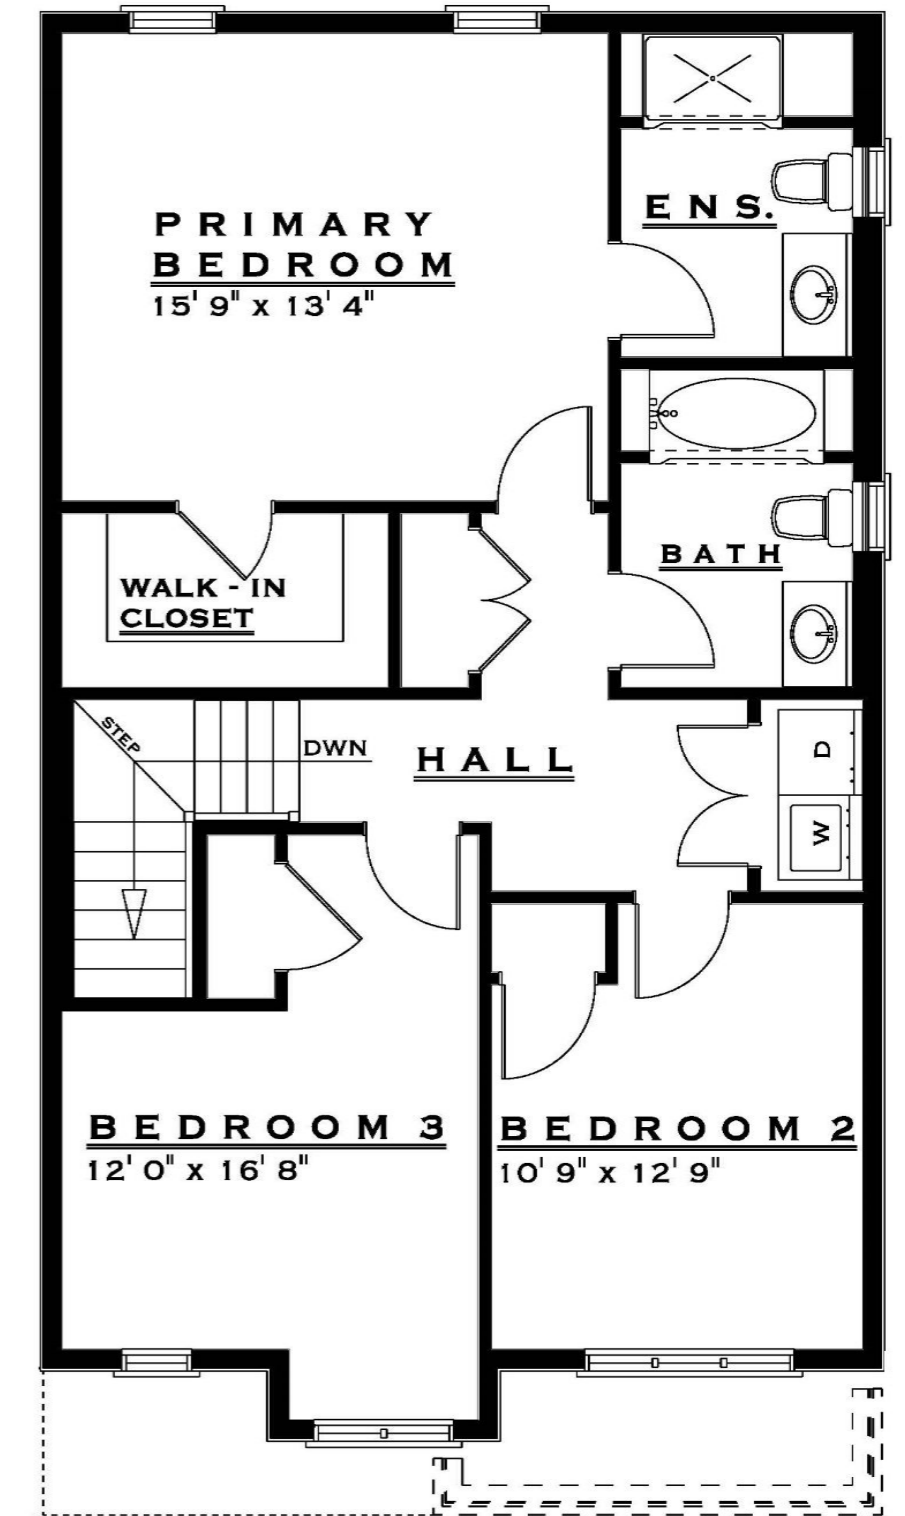 ENS.
PRIMARY
BEDROOM
15' 9" x 13' 4"
BATH
WALK - IN
CLOSET
STEP
DWN
HALL
D
W
BEDROOM 3
12' 0" x 16' 8"
BEDROOM 2
10' 9" x 12' 9"